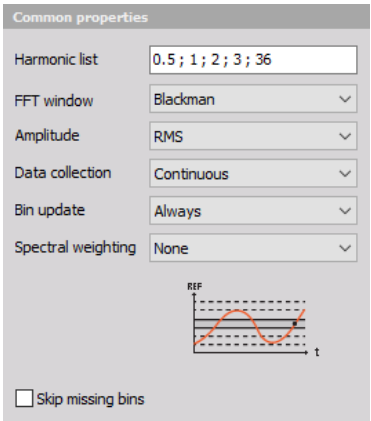 Common properties
Harmonic list 0.5 ; 1 ; 2 ; 3 ; 36
FFT window Blackman
Amplitude RMS
Data collection Continuous
Bin update Always
Spectral weighting None
REF
t
Skip missing bins